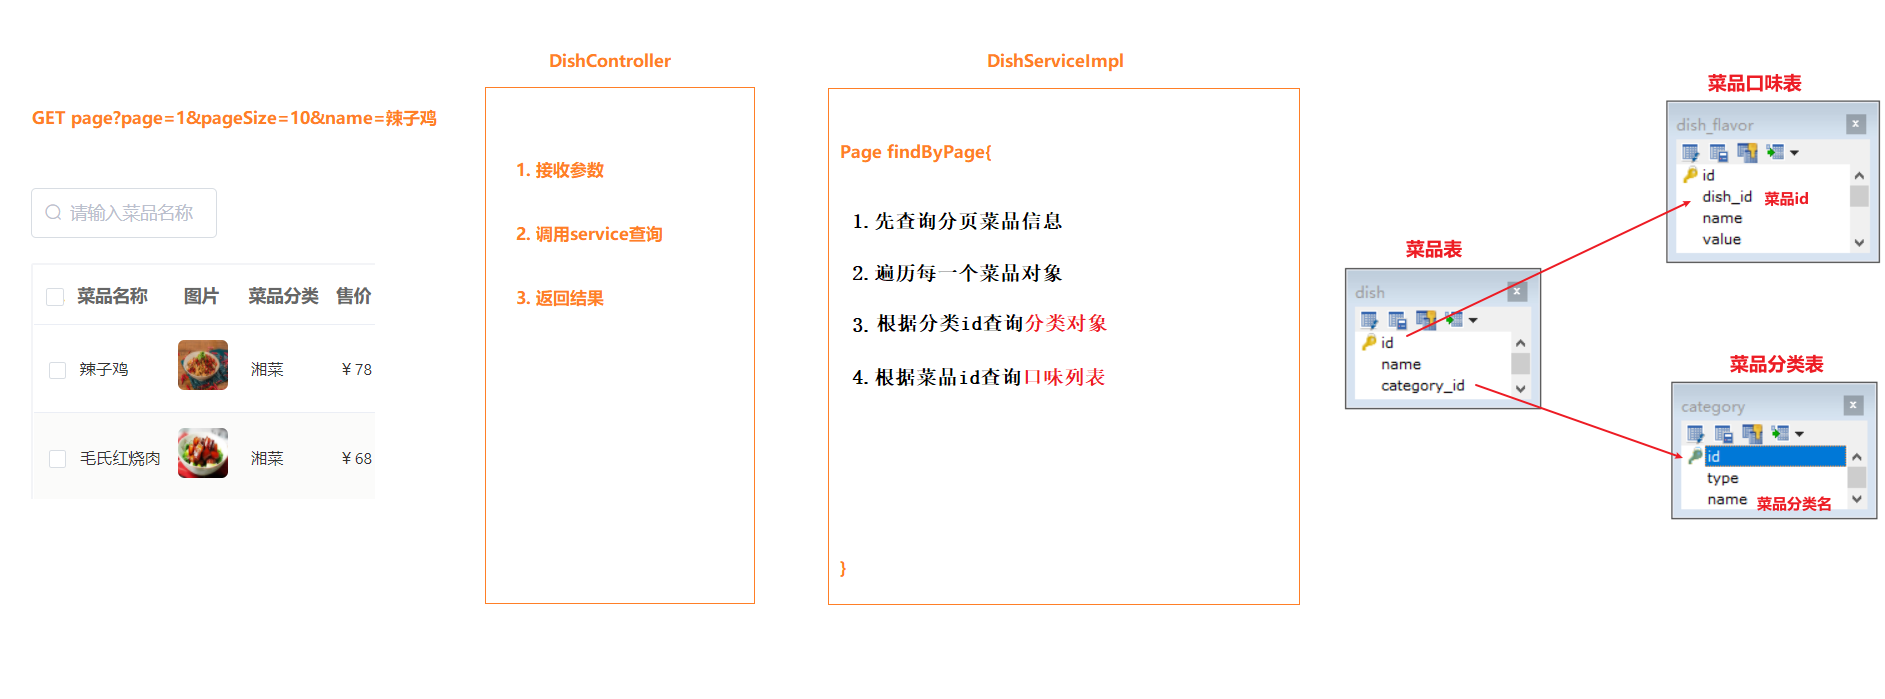 GET page?page=1&pageSize=10&name=辣子鸡
请输入菜品名称
菜品名称 图片 菜品分类 售价
辣子鸡 湘菜 ￥78
毛氏红烧肉 湘菜 ￥68
DishController
1. 接收参数
2. 调用service查询
3. 返回结果
DishServiceImpl
Page findByPage{
1. 先查询分页菜品信息
2. 遍历每一个菜品对象
3. 根据分类id查询分类对象
4. 根据菜品id查询口味列表
}
菜品表
dish
id
name
category_id
菜品口味表
dish_flavor
id
dish_id 菜品id
name
value
菜品分类表
category
id
type
name 菜品分类名